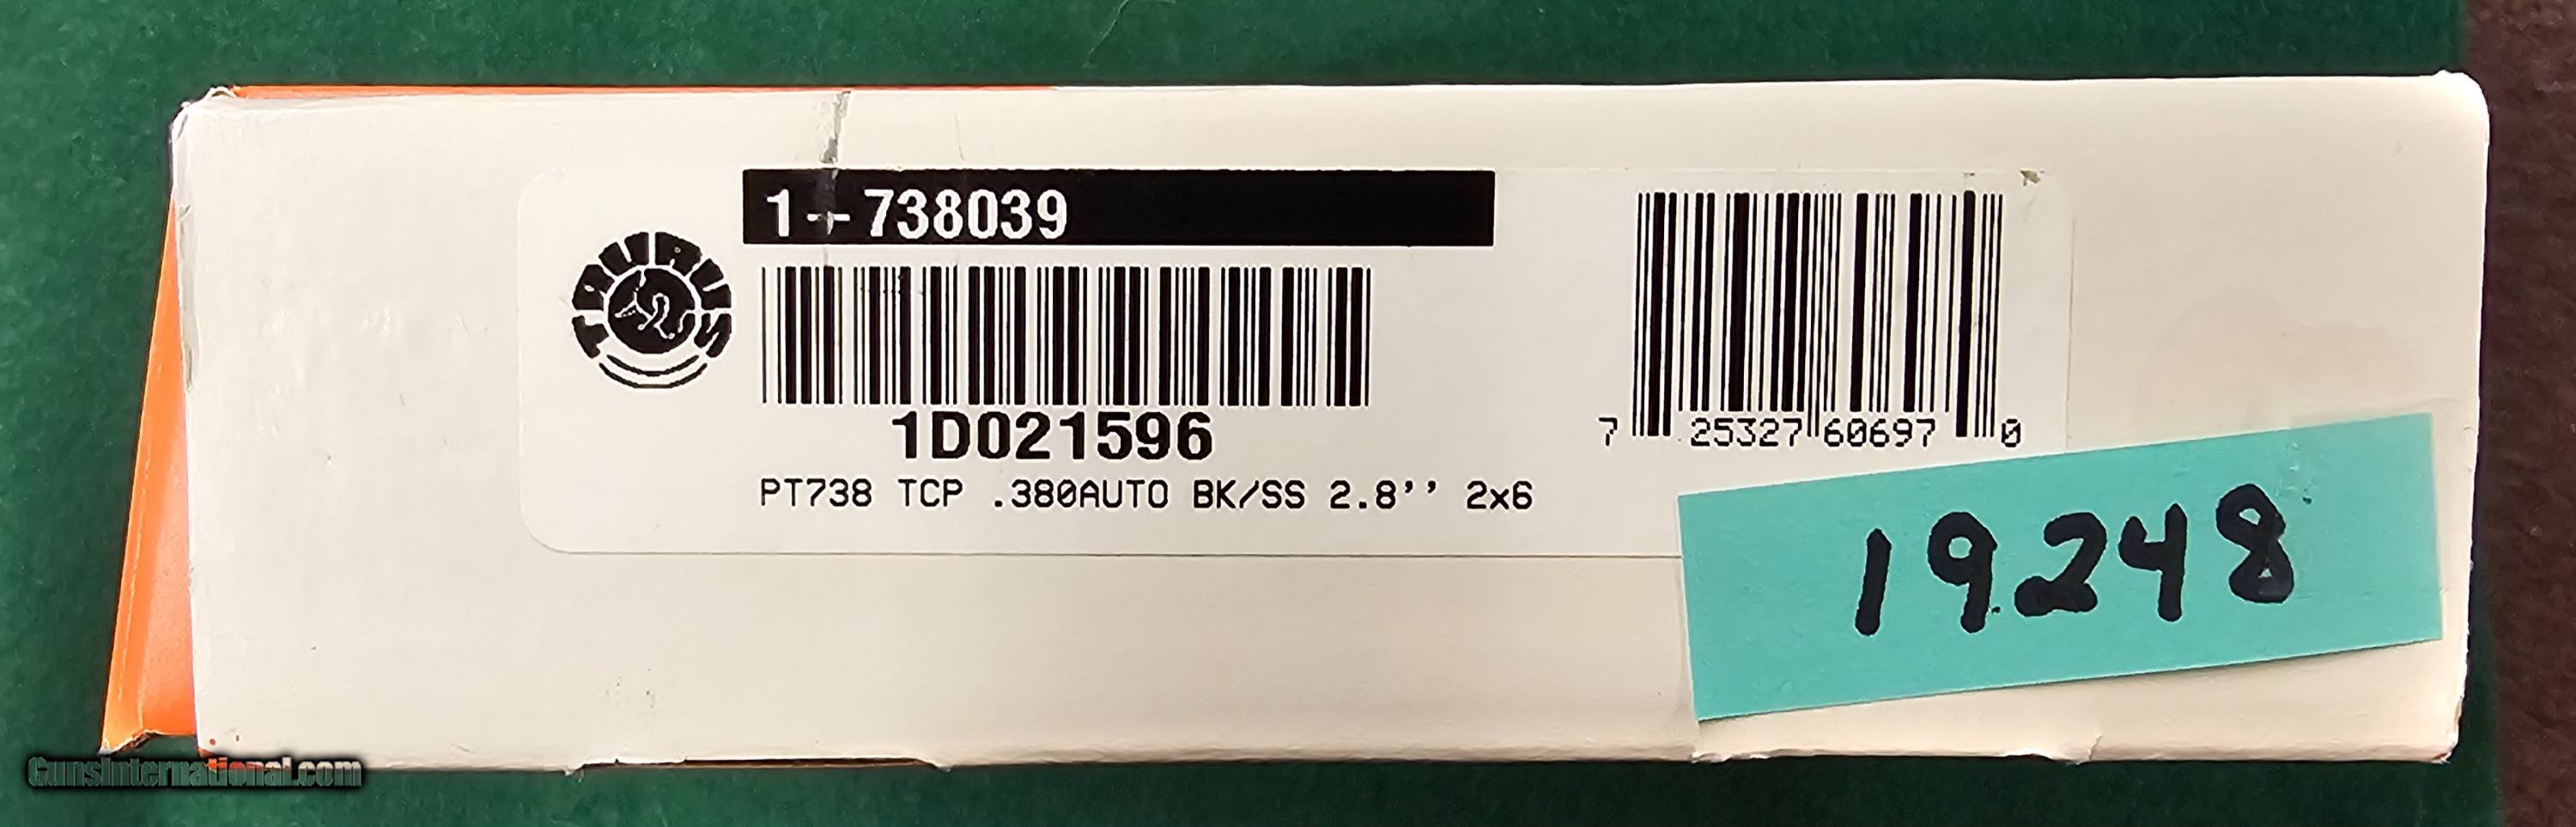 1-738039
TAURUS
1D021596
PT738 TCP .380AUTO BK/SS 2.8'' 2x6
7 25327 60697 0
19248
GunsInternational.com